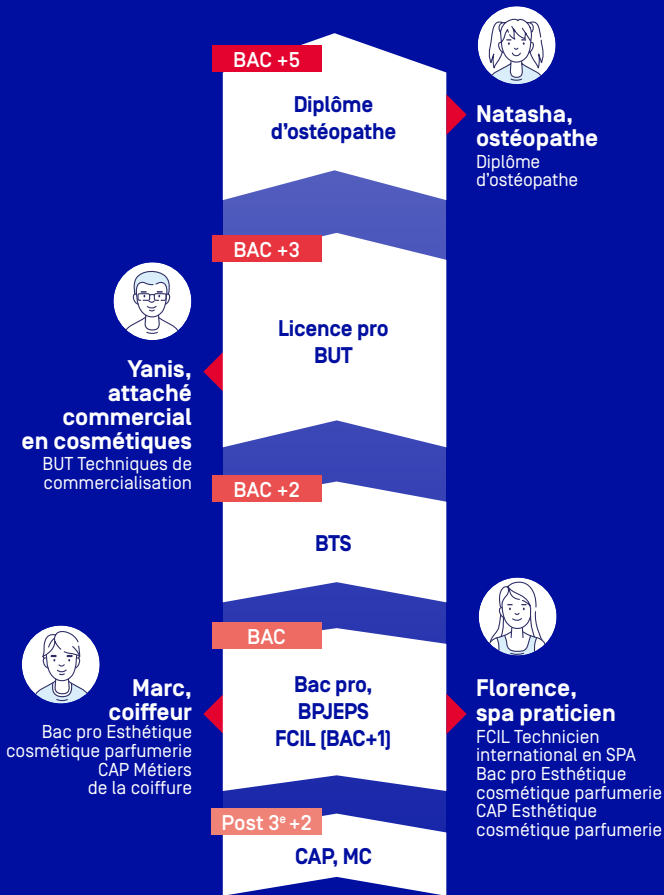 BAC +5
Diplôme
d'ostéopathe
Natasha,
ostéopathe
Diplôme
d'ostéopathe
BAC +3
Licence pro
BUT
Yanis,
attaché
commercial
en cosmétiques
BUT Techniques de
commercialisation
BAC +2
BTS
BAC
Bac pro,
BPJEPS
FCIL (BAC+1)
Marc,
coiffeur
Bac pro Esthétique
cosmétique parfumerie
CAP Métiers
de la coiffure
Florence,
spa praticien
FCIL Technicien
international en SPA
Bac pro Esthétique
cosmétique parfumerie
CAP Esthétique
cosmétique parfumerie
Post 3ᵉ +2
CAP, MC